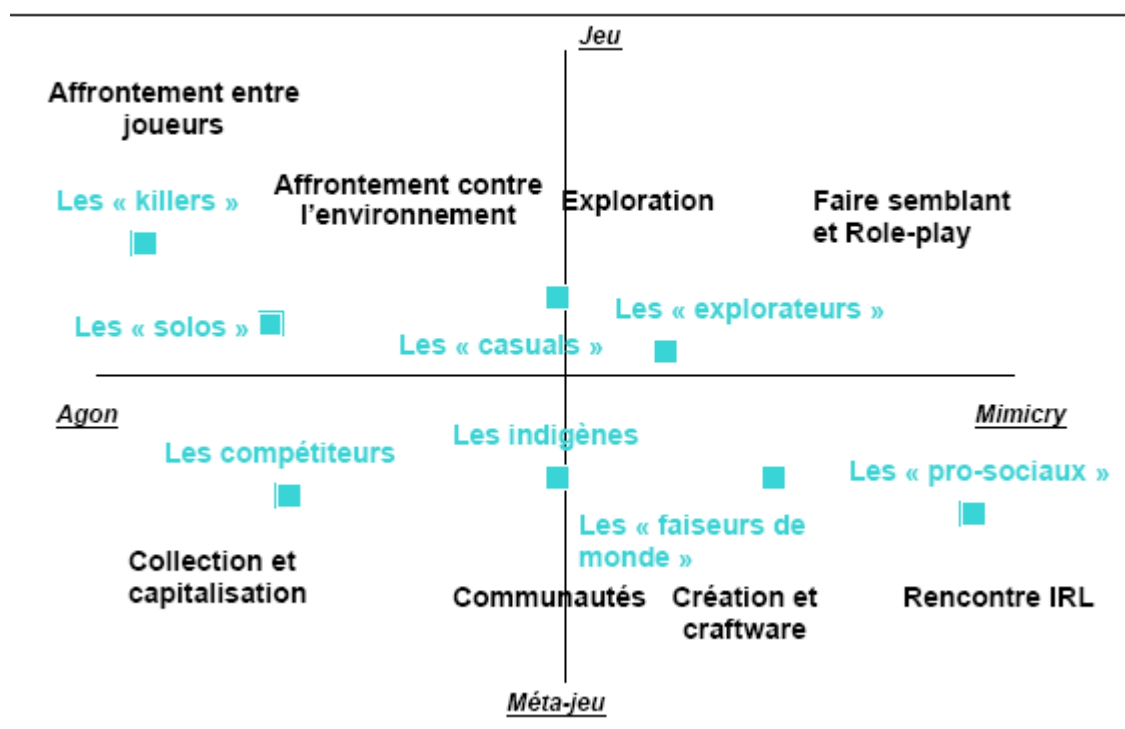 Jeu
Affrontement entre
joueurs
Affrontement contre
l'environnement
Les « killers »
Exploration
Faire semblant
et Role-play
Les « explorateurs »
Les « solos »
Les « casuals »
Agon
Mimicry
Les indigènes
Les compétiteurs
Les « pro-sociaux »
Les « faiseurs de
monde »
Collection et
capitalisation
Communautés
Création et
craftware
Rencontre IRL
Méta-jeu